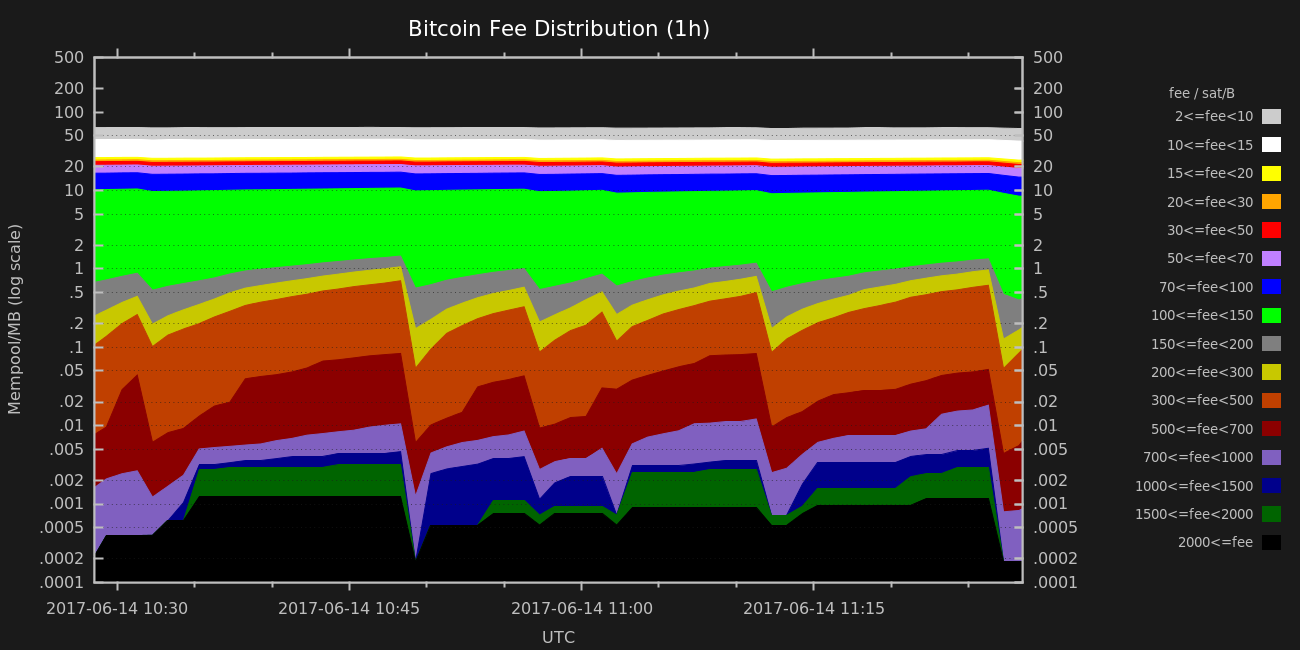 Bitcoin Fee Distribution (1h)
Mempool/MB (log scale)
500
200
100
50
20
10
5
2
1
.5
.2
.1
.05
.02
.01
.005
.002
.001
.0005
.0002
.0001
500
200
100
50
20
10
5
2
1
.5
.2
.1
.05
.02
.01
.005
.002
.001
.0005
.0002
.0001
2017-06-14 10:30
2017-06-14 10:45
2017-06-14 11:00
2017-06-14 11:15
UTC
fee / sat/B
2<=fee<10
10<=fee<15
15<=fee<20
20<=fee<30
30<=fee<50
50<=fee<70
70<=fee<100
100<=fee<150
150<=fee<200
200<=fee<300
300<=fee<500
500<=fee<700
700<=fee<1000
1000<=fee<1500
1500<=fee<2000
2000<=fee